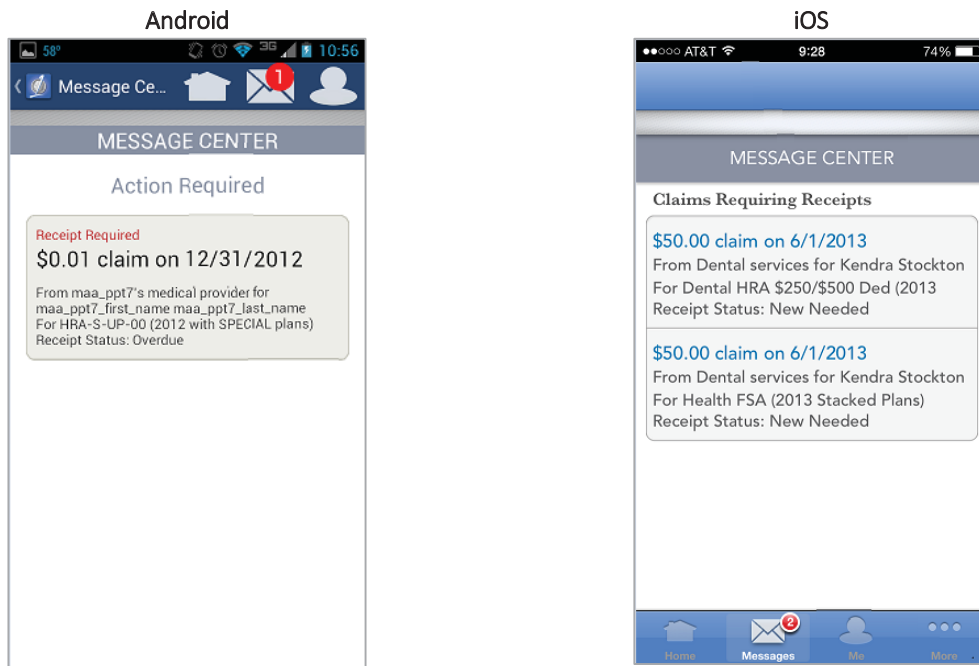 Android
58° 3G 10:56
Message Ce... 1
MESSAGE CENTER
Action Required
Receipt Required
$0.01 claim on 12/31/2012
From maa_ppt7's medical provider for
maa_ppt7_first_name maa_ppt7_last_name
For HRA-S-UP-00 (2012 with SPECIAL plans)
Receipt Status: Overdue
iOS
AT&T 9:28 74%
MESSAGE CENTER
Claims Requiring Receipts
$50.00 claim on 6/1/2013
From Dental services for Kendra Stockton
For Dental HRA $250/$500 Ded (2013
Receipt Status: New Needed
$50.00 claim on 6/1/2013
From Dental services for Kendra Stockton
For Health FSA (2013 Stacked Plans)
Receipt Status: New Needed
2
Home Messages Me More